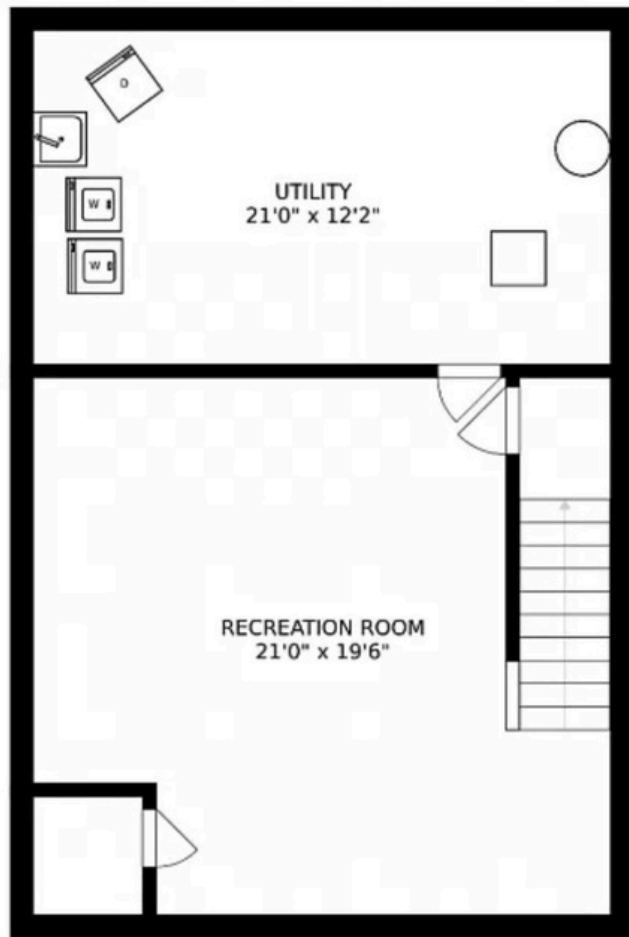 O
W
W
UTILITY
21'0" x 12'2"
RECREATION ROOM
21'0" x 19'6"